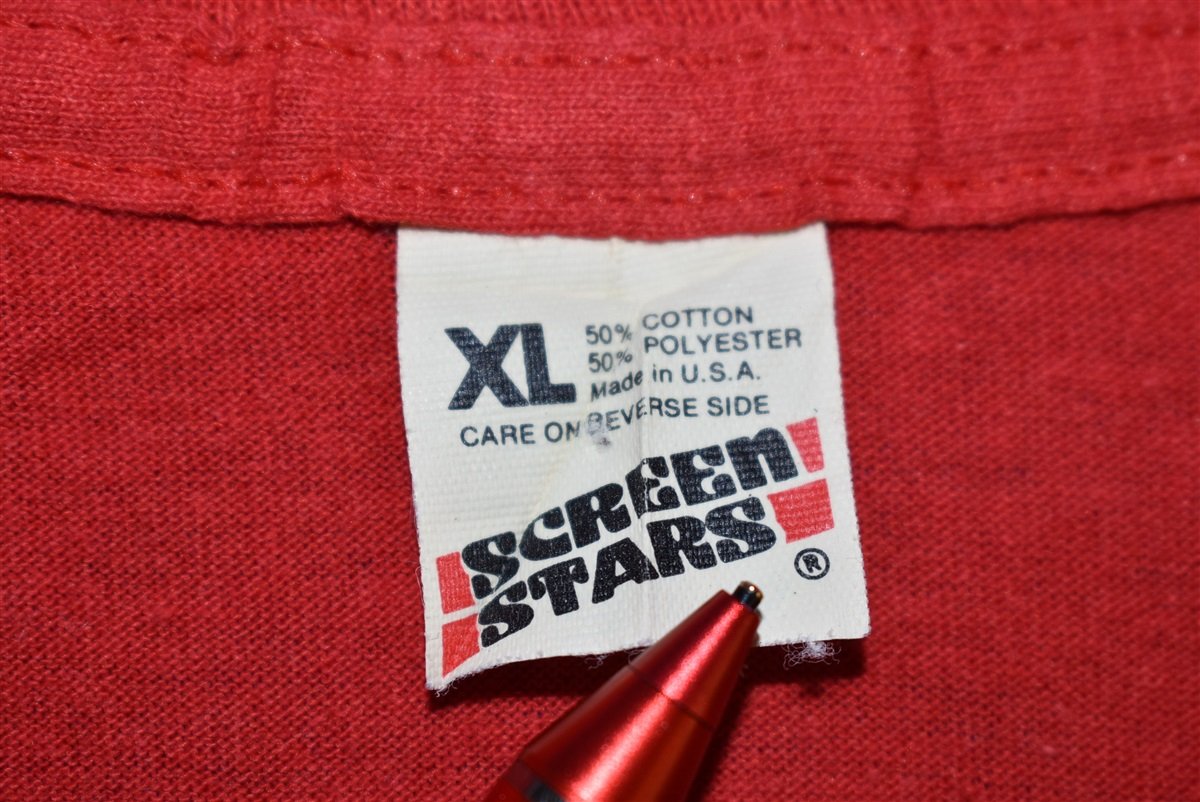 XL
50% COTTON
50% POLYESTER
Made in U.S.A.
CARE ON REVERSE SIDE
SCREEN
STARS
®